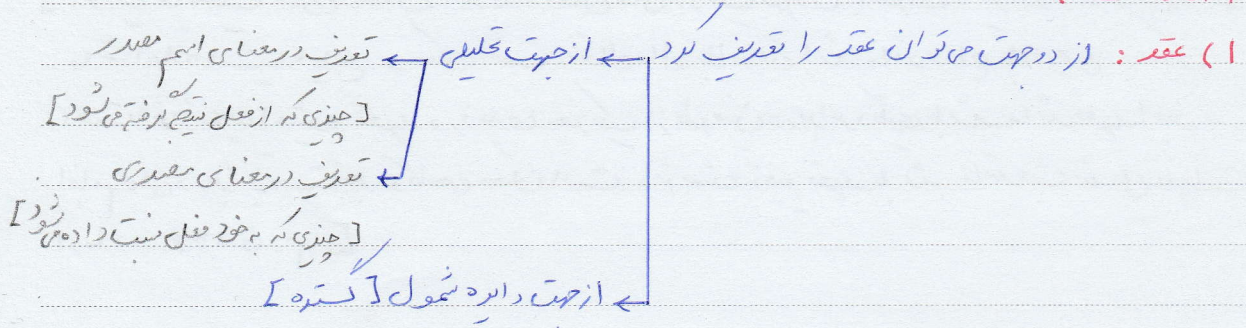 ۱) عقد : از دو جهت می توان عقد را تعریف کرد ← از جهت تحلیلی ← تعریف در معنای اسم مصدر
[چیزی که از فعل نتیجه گرفته می شود]
← تعریف در معنای مصدری
[چیزی که به خود فعل نسبت داده می شود]
← از جهت دایره شمول [گستره]